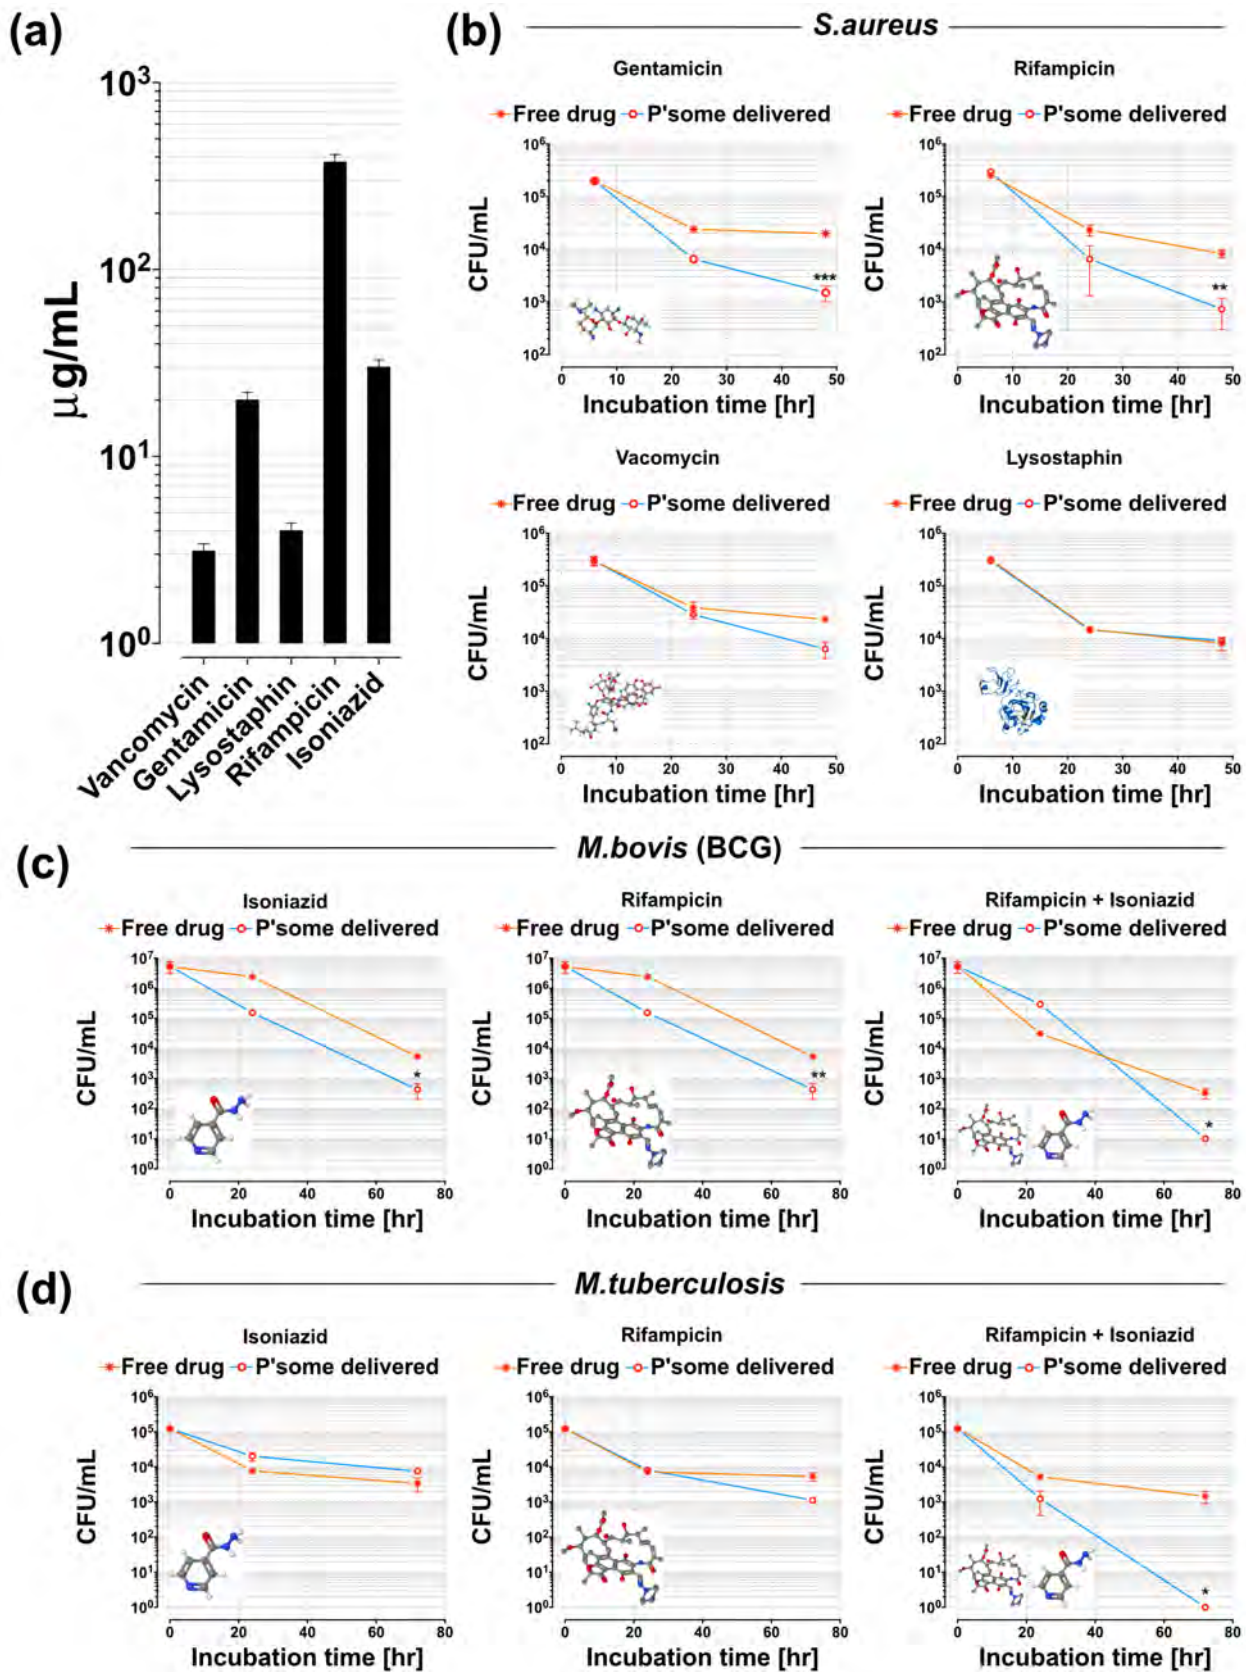 (a)
10³
10²
10¹
10⁰
µg/mL
Vancomycin
Gentamicin
Lysostaphin
Rifampicin
Isoniazid
(b)
S.aureus
Gentamicin
Free drug P'some delivered
10⁶
10⁵
10⁴
10³
10²
CFU/mL
***
0 10 20 30 40 50
Incubation time [hr]
Rifampicin
Free drug P'some delivered
10⁶
10⁵
10⁴
10³
10²
CFU/mL
**
0 10 20 30 40 50
Incubation time [hr]
Vacomycin
Free drug P'some delivered
10⁶
10⁵
10⁴
10³
10²
CFU/mL
0 10 20 30 40 50
Incubation time [hr]
Lysostaphin
Free drug P'some delivered
10⁶
10⁵
10⁴
10³
10²
CFU/mL
0 10 20 30 40 50
Incubation time [hr]
(c)
M.bovis (BCG)
Isoniazid
Free drug P'some delivered
10⁷
10⁶
10⁵
10⁴
10³
10²
10¹
10⁰
CFU/mL
*
0 20 40 60 80
Incubation time [hr]
Rifampicin
Free drug P'some delivered
10⁷
10⁶
10⁵
10⁴
10³
10²
10¹
10⁰
CFU/mL
**
0 20 40 60 80
Incubation time [hr]
Rifampicin + Isoniazid
Free drug P'some delivered
10⁷
10⁶
10⁵
10⁴
10³
10²
10¹
10⁰
CFU/mL
*
0 20 40 60 80
Incubation time [hr]
(d)
M.tuberculosis
Isoniazid
Free drug P'some delivered
10⁶
10⁵
10⁴
10³
10²
10¹
10⁰
CFU/mL
0 20 40 60 80
Incubation time [hr]
Rifampicin
Free drug P'some delivered
10⁶
10⁵
10⁴
10³
10²
10¹
10⁰
CFU/mL
0 20 40 60 80
Incubation time [hr]
Rifampicin + Isoniazid
Free drug P'some delivered
10⁶
10⁵
10⁴
10³
10²
10¹
10⁰
CFU/mL
*
0 20 40 60 80
Incubation time [hr]